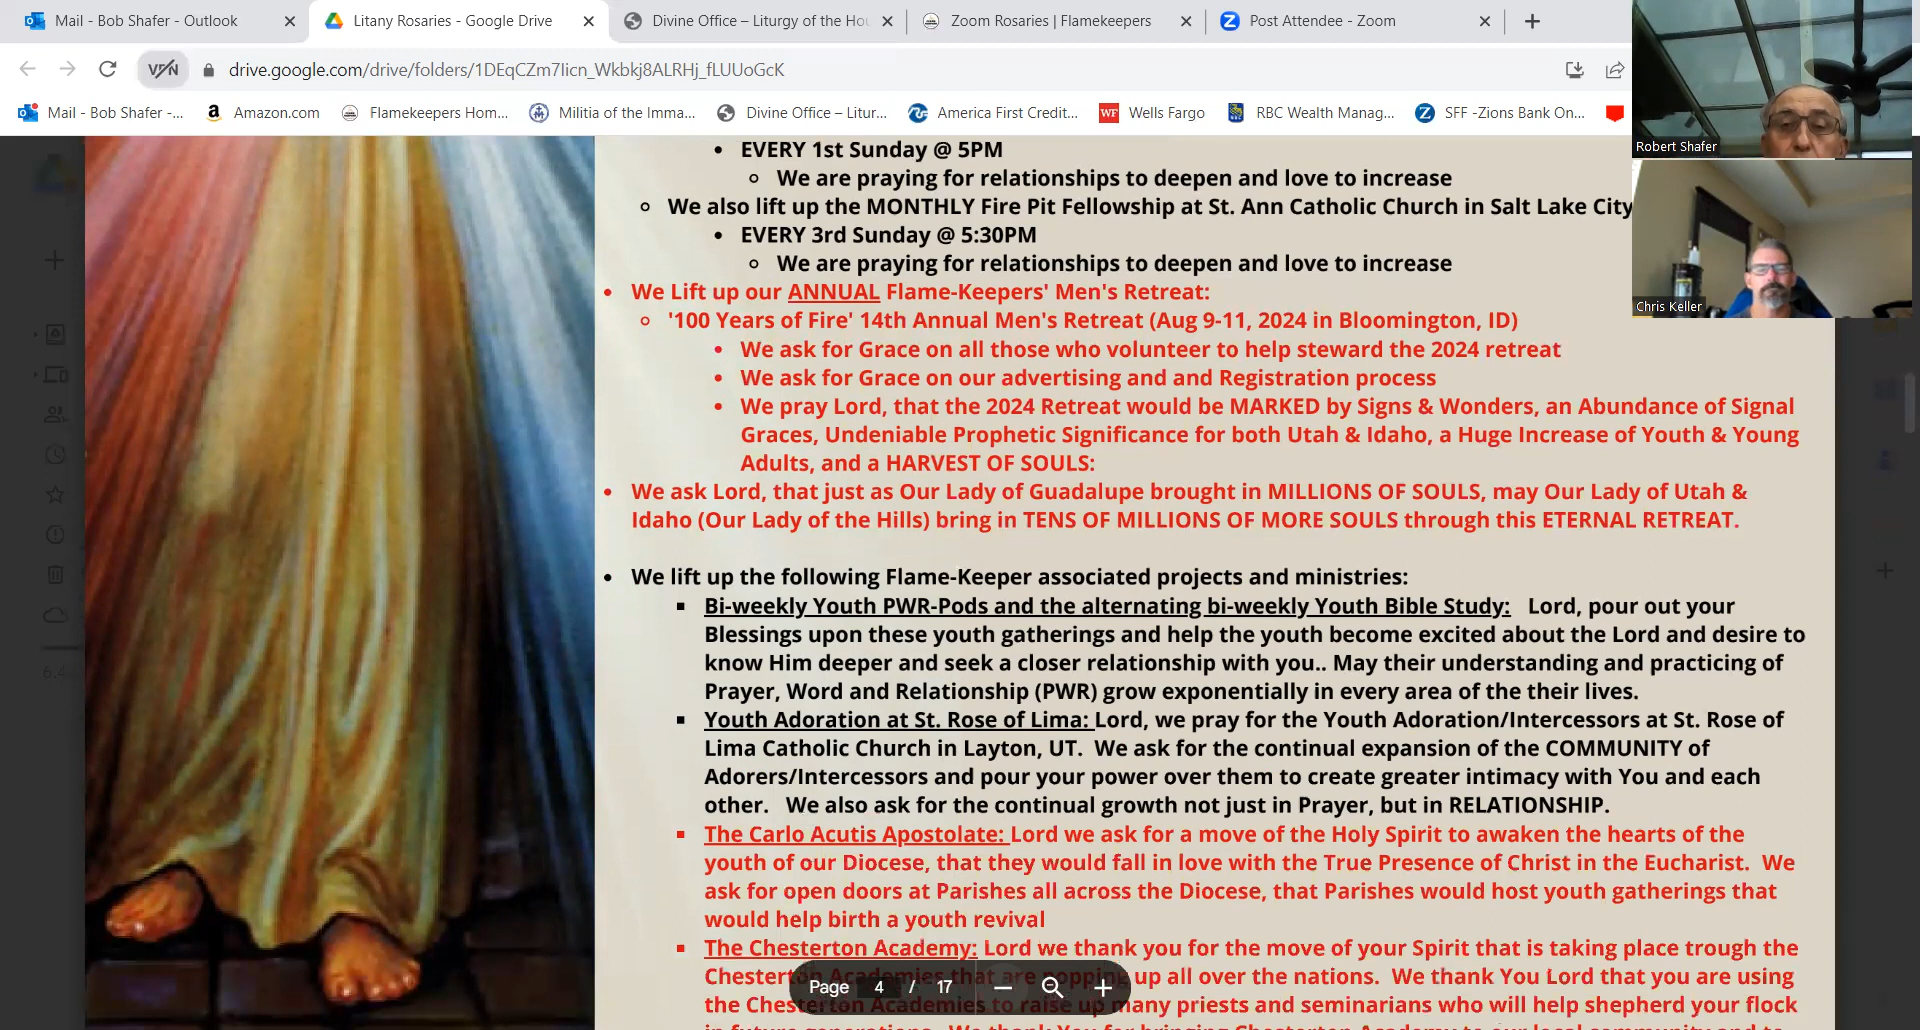 Mail - Bob Shafer - Outlook
Litany Rosaries - Google Drive
Divine Office – Liturgy of the Hou
Zoom Rosaries | Flamekeepers
Post Attendee - Zoom
VPN
drive.google.com/drive/folders/1DEqCZm7Iicn_Wkbkj8ALRHj_fLUUoGcK
Mail - Bob Shafer -...
Amazon.com
Flamekeepers Hom...
Militia of the Imma...
Divine Office – Litur...
America First Credit...
WF Wells Fargo
RBC Wealth Manag...
SFF -Zions Bank On...
Robert Shafer
Chris Keller
• EVERY 1st Sunday @ 5PM
○ We are praying for relationships to deepen and love to increase
○ We also lift up the MONTHLY Fire Pit Fellowship at St. Ann Catholic Church in Salt Lake City
• EVERY 3rd Sunday @ 5:30PM
○ We are praying for relationships to deepen and love to increase
• We Lift up our ANNUAL Flame-Keepers' Men's Retreat:
○ '100 Years of Fire' 14th Annual Men's Retreat (Aug 9-11, 2024 in Bloomington, ID)
• We ask for Grace on all those who volunteer to help steward the 2024 retreat
• We ask for Grace on our advertising and and Registration process
• We pray Lord, that the 2024 Retreat would be MARKED by Signs & Wonders, an Abundance of Signal
Graces, Undeniable Prophetic Significance for both Utah & Idaho, a Huge Increase of Youth & Young
Adults, and a HARVEST OF SOULS:
• We ask Lord, that just as Our Lady of Guadalupe brought in MILLIONS OF SOULS, may Our Lady of Utah &
Idaho (Our Lady of the Hills) bring in TENS OF MILLIONS OF MORE SOULS through this ETERNAL RETREAT.
• We lift up the following Flame-Keeper associated projects and ministries:
▪ Bi-weekly Youth PWR-Pods and the alternating bi-weekly Youth Bible Study: Lord, pour out your
Blessings upon these youth gatherings and help the youth become excited about the Lord and desire to
know Him deeper and seek a closer relationship with you.. May their understanding and practicing of
Prayer, Word and Relationship (PWR) grow exponentially in every area of the their lives.
▪ Youth Adoration at St. Rose of Lima: Lord, we pray for the Youth Adoration/Intercessors at St. Rose of
Lima Catholic Church in Layton, UT. We ask for the continual expansion of the COMMUNITY of
Adorers/Intercessors and pour your power over them to create greater intimacy with You and each
other. We also ask for the continual growth not just in Prayer, but in RELATIONSHIP.
▪ The Carlo Acutis Apostolate: Lord we ask for a move of the Holy Spirit to awaken the hearts of the
youth of our Diocese, that they would fall in love with the True Presence of Christ in the Eucharist. We
ask for open doors at Parishes all across the Diocese, that Parishes would host youth gatherings that
would help birth a youth revival
▪ The Chesterton Academy: Lord we thank you for the move of your Spirit that is taking place trough the
Chesterton Academies that are popping up all over the nations. We thank You Lord that you are using
the Chesterton Academies to raise up many priests and seminarians who will help shepherd your flock
Page 4 / 17
6.4